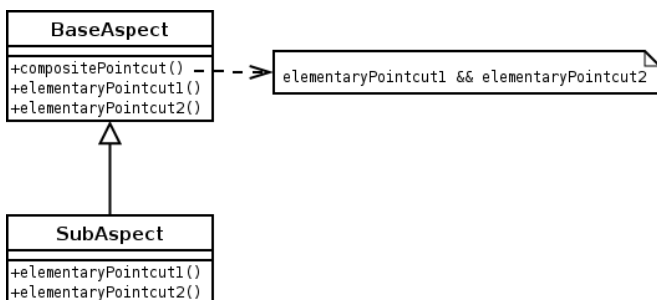 BaseAspect
+compositePointcut()
+elementaryPointcut1()
+elementaryPointcut2()
elementaryPointcut1 && elementaryPointcut2
SubAspect
+elementaryPointcut1()
+elementaryPointcut2()